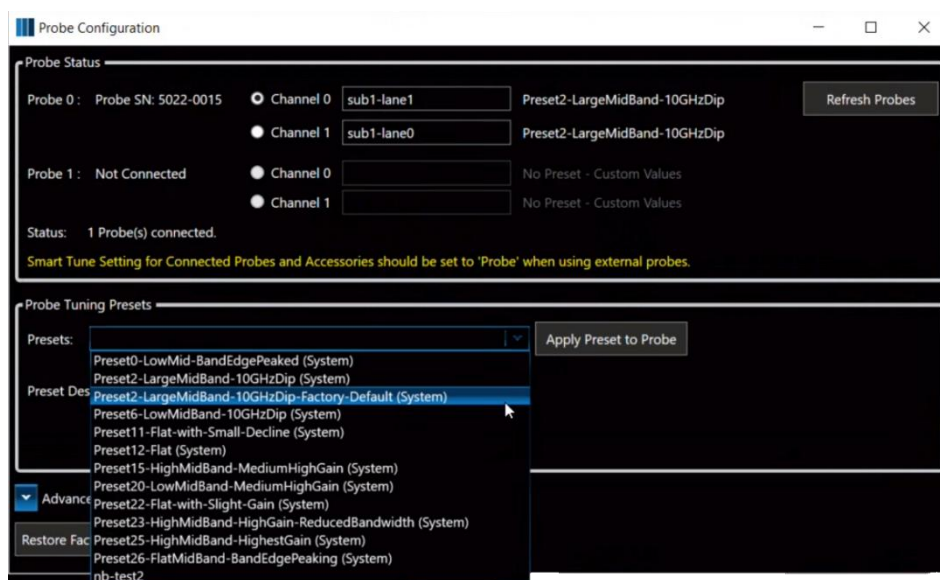 Probe Configuration
Probe Status
Probe 0 : Probe SN: 5022-0015 Channel 0 sub1-lane1 Preset2-LargeMidBand-10GHzDip Refresh Probes
Channel 1 sub1-lane0 Preset2-LargeMidBand-10GHzDip
Probe 1 : Not Connected Channel 0 No Preset - Custom Values
Channel 1 No Preset - Custom Values
Status: 1 Probe(s) connected.
Smart Tune Setting for Connected Probes and Accessories should be set to 'Probe' when using external probes.
Probe Tuning Presets
Presets: Apply Preset to Probe
Preset0-LowMid-BandEdgePeaked (System)
Preset2-LargeMidBand-10GHzDip (System)
Preset Des Preset2-LargeMidBand-10GHzDip-Factory-Default (System)
Preset6-LowMidBand-10GHzDip (System)
Preset11-Flat-with-Small-Decline (System)
Preset12-Flat (System)
Preset15-HighMidBand-MediumHighGain (System)
Preset20-LowMidBand-MediumHighGain (System)
Advance Preset22-Flat-with-Slight-Gain (System)
Preset23-HighMidBand-HighGain-ReducedBandwidth (System)
Restore Fac Preset25-HighMidBand-HighestGain (System)
Preset26-FlatMidBand-BandEdgePeaking (System)
nb-test2